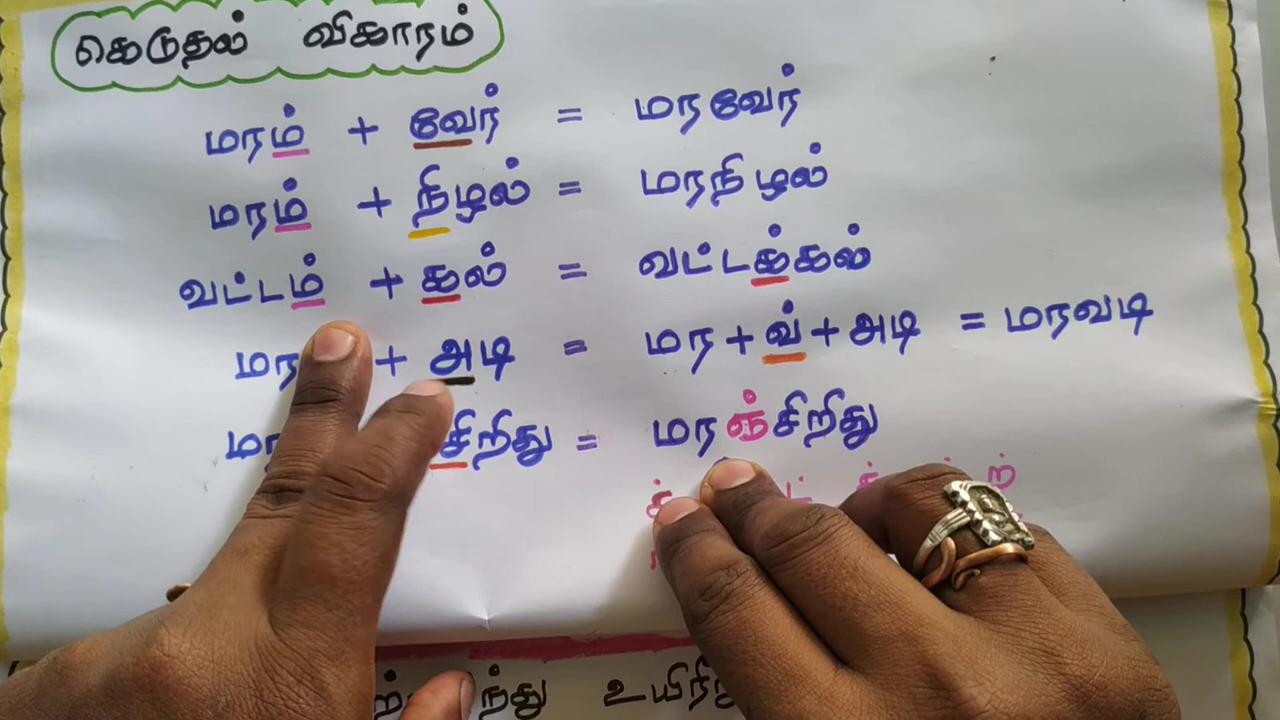 கெடுதல் விகாரம்
மரம் + வேர் = மரவேர்
மரம் + நிழல் = மரநிழல்
வட்டம் + கல் = வட்டக்கல்
+ அடி = மர + வ் + அடி = மரவடி
சிறிது = மரஞ்சிறிது